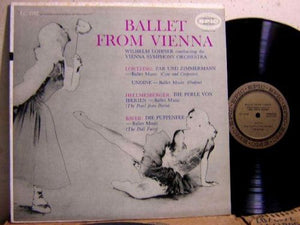 BALLET
FROM VIENNA
EPIC
WILHELM LOIBNER conducting the
VIENNA SYMPHONY ORCHESTRA
LORTZING: ZAR UND ZIMMERMANN
—Ballet Music (Czar and Carpenter)
UNDINE —Ballet Music (Undine)
HELLMESBERGER: DIE PERLE VON
IBERIEN —Ballet Music
(The Pearl from Iberia)
BAYER: DIE PUPPENFEE
—Ballet Music
(The Doll Fairy)